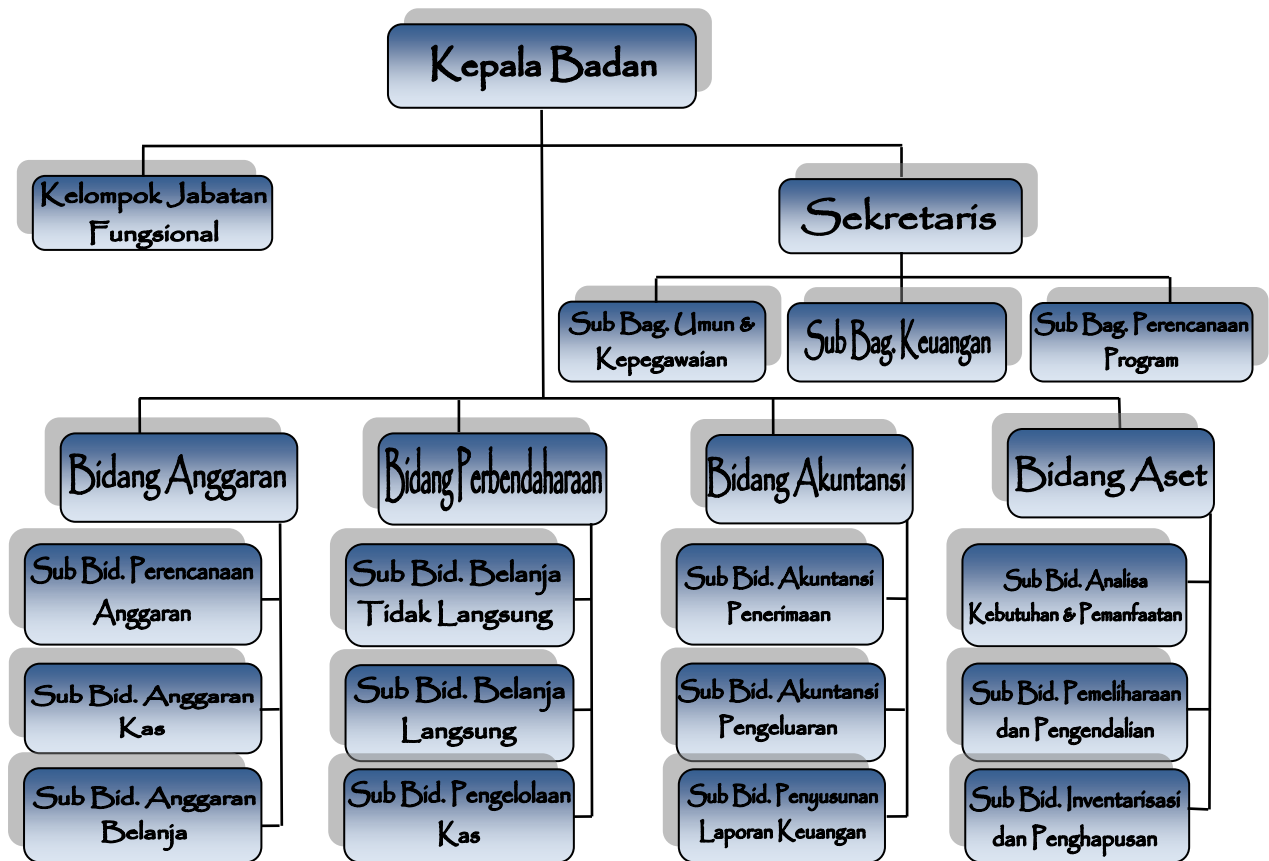 Kepala Badan
Kelompok Jabatan
Fungsional
Sekretaris
Sub Bag. Umun &
Kepegawaian
Sub Bag. Keuangan
Sub Bag. Perencanaan
Program
Bidang Anggaran
Bidang Perbendaharaan
Bidang Akuntansi
Bidang Aset
Sub Bid. Perencanaan
Anggaran
Sub Bid. Belanja
Tidak Langsung
Sub Bid. Akuntansi
Penerimaan
Sub Bid. Analisa
Kebutuhan & Pemanfaatan
Sub Bid. Anggaran
Kas
Sub Bid. Belanja
Langsung
Sub Bid. Akuntansi
Pengeluaran
Sub Bid. Pemeliharaan
dan Pengendalian
Sub Bid. Anggaran
Belanja
Sub Bid. Pengelolaan
Kas
Sub Bid. Penyusunan
Laporan Keuangan
Sub Bid. Inventarisasi
dan Penghapusan